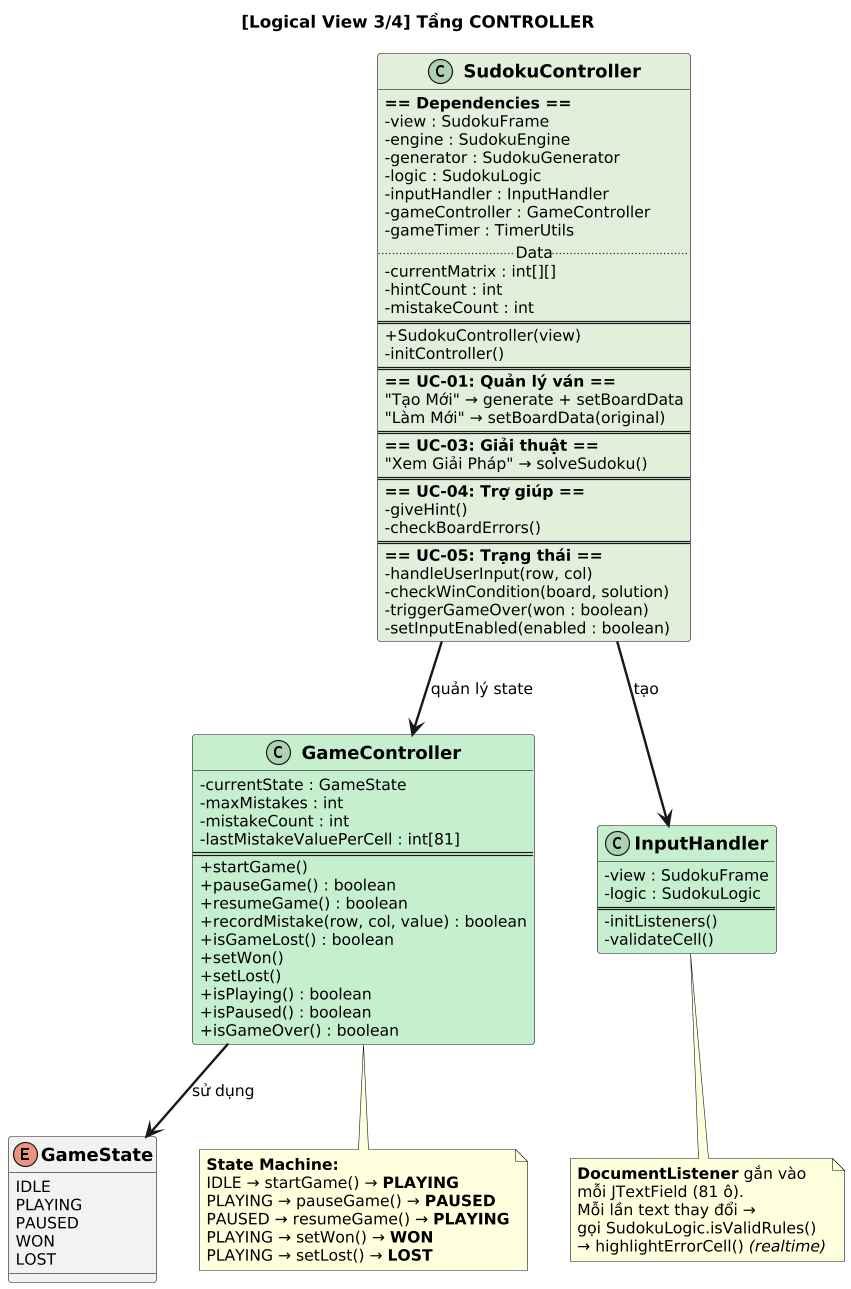 [Logical View 3/4] Tầng CONTROLLER
C SudokuController
== Dependencies ==
-view : SudokuFrame
-engine : SudokuEngine
-generator : SudokuGenerator
-logic : SudokuLogic
-inputHandler : InputHandler
-gameController : GameController
-gameTimer : TimerUtils
Data
-currentMatrix : int[][]
-hintCount : int
-mistakeCount : int
+SudokuController(view)
-initController()
== UC-01: Quản lý ván ==
"Tạo Mới" → generate + setBoardData
"Làm Mới" → setBoardData(original)
== UC-03: Giải thuật ==
"Xem Giải Pháp" → solveSudoku()
== UC-04: Trợ giúp ==
-giveHint()
-checkBoardErrors()
== UC-05: Trạng thái ==
-handleUserInput(row, col)
-checkWinCondition(board, solution)
-triggerGameOver(won : boolean)
-setInputEnabled(enabled : boolean)
quản lý state
tạo
C GameController
-currentState : GameState
-maxMistakes : int
-mistakeCount : int
-lastMistakeValuePerCell : int[81]
+startGame()
+pauseGame() : boolean
+resumeGame() : boolean
+recordMistake(row, col, value) : boolean
+isGameLost() : boolean
+setWon()
+setLost()
+isPlaying() : boolean
+isPaused() : boolean
+isGameOver() : boolean
C InputHandler
-view : SudokuFrame
-logic : SudokuLogic
-initListeners()
-validateCell()
sử dụng
E GameState
IDLE
PLAYING
PAUSED
WON
LOST
State Machine:
IDLE → startGame() → PLAYING
PLAYING → pauseGame() → PAUSED
PAUSED → resumeGame() → PLAYING
PLAYING → setWon() → WON
PLAYING → setLost() → LOST
DocumentListener gắn vào
mỗi JTextField (81 ô).
Mỗi lần text thay đổi →
gọi SudokuLogic.isValidRules()
→ highlightErrorCell() (realtime)